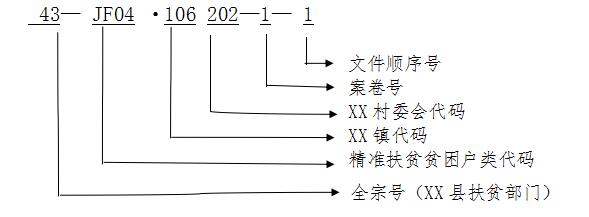 43— JF04 ·106 202—1— 1
文件顺序号
案卷号
XX 村委会代码
XX 镇代码
精准扶贫贫困户类代码
全宗号（XX 县扶贫部门）